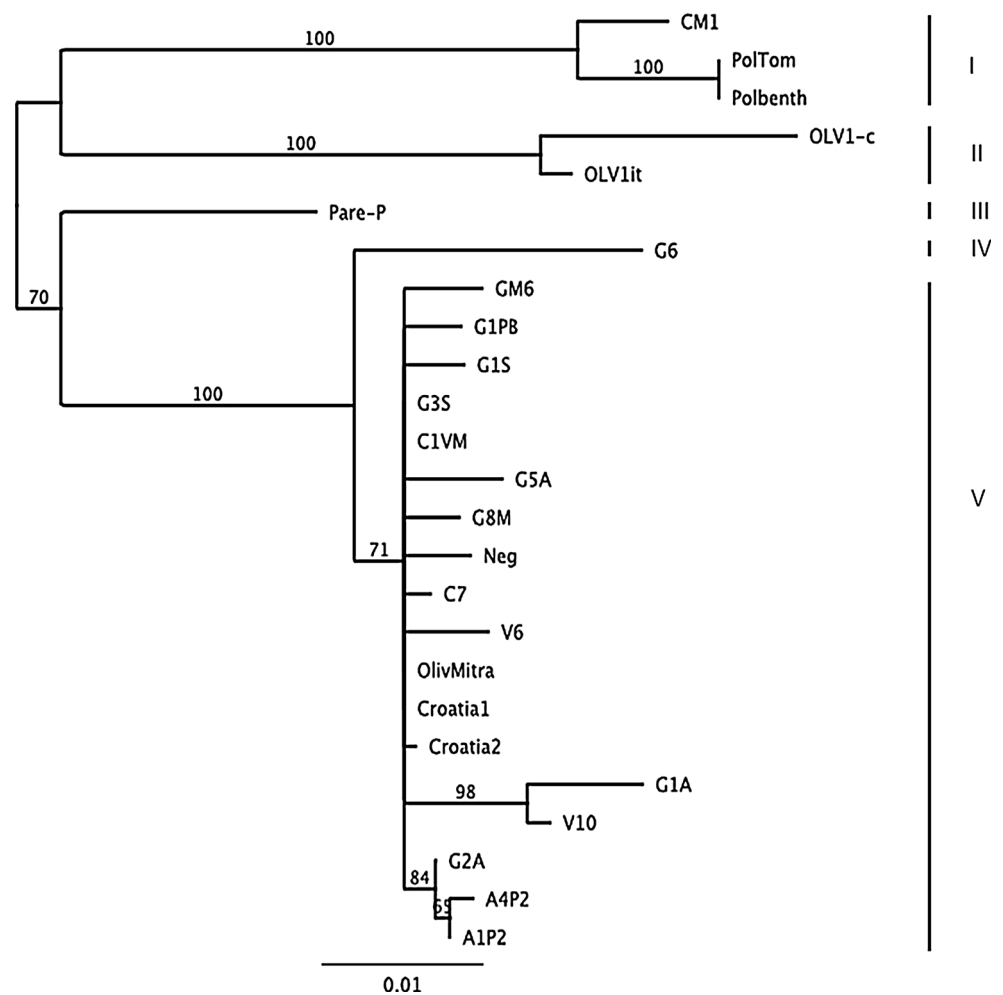 CM1
100
PolTom
100
I
Polbenth
OLV1-c
100
II
OLV1it
Pare-P
III
G6
IV
GM6
70
G1PB
G1S
100
G3S
C1VM
G5A
V
G8M
71
Neg
C7
V6
OlivMitra
Croatia1
Croatia2
G1A
98
V10
G2A
84
A4P2
65
A1P2
0.01